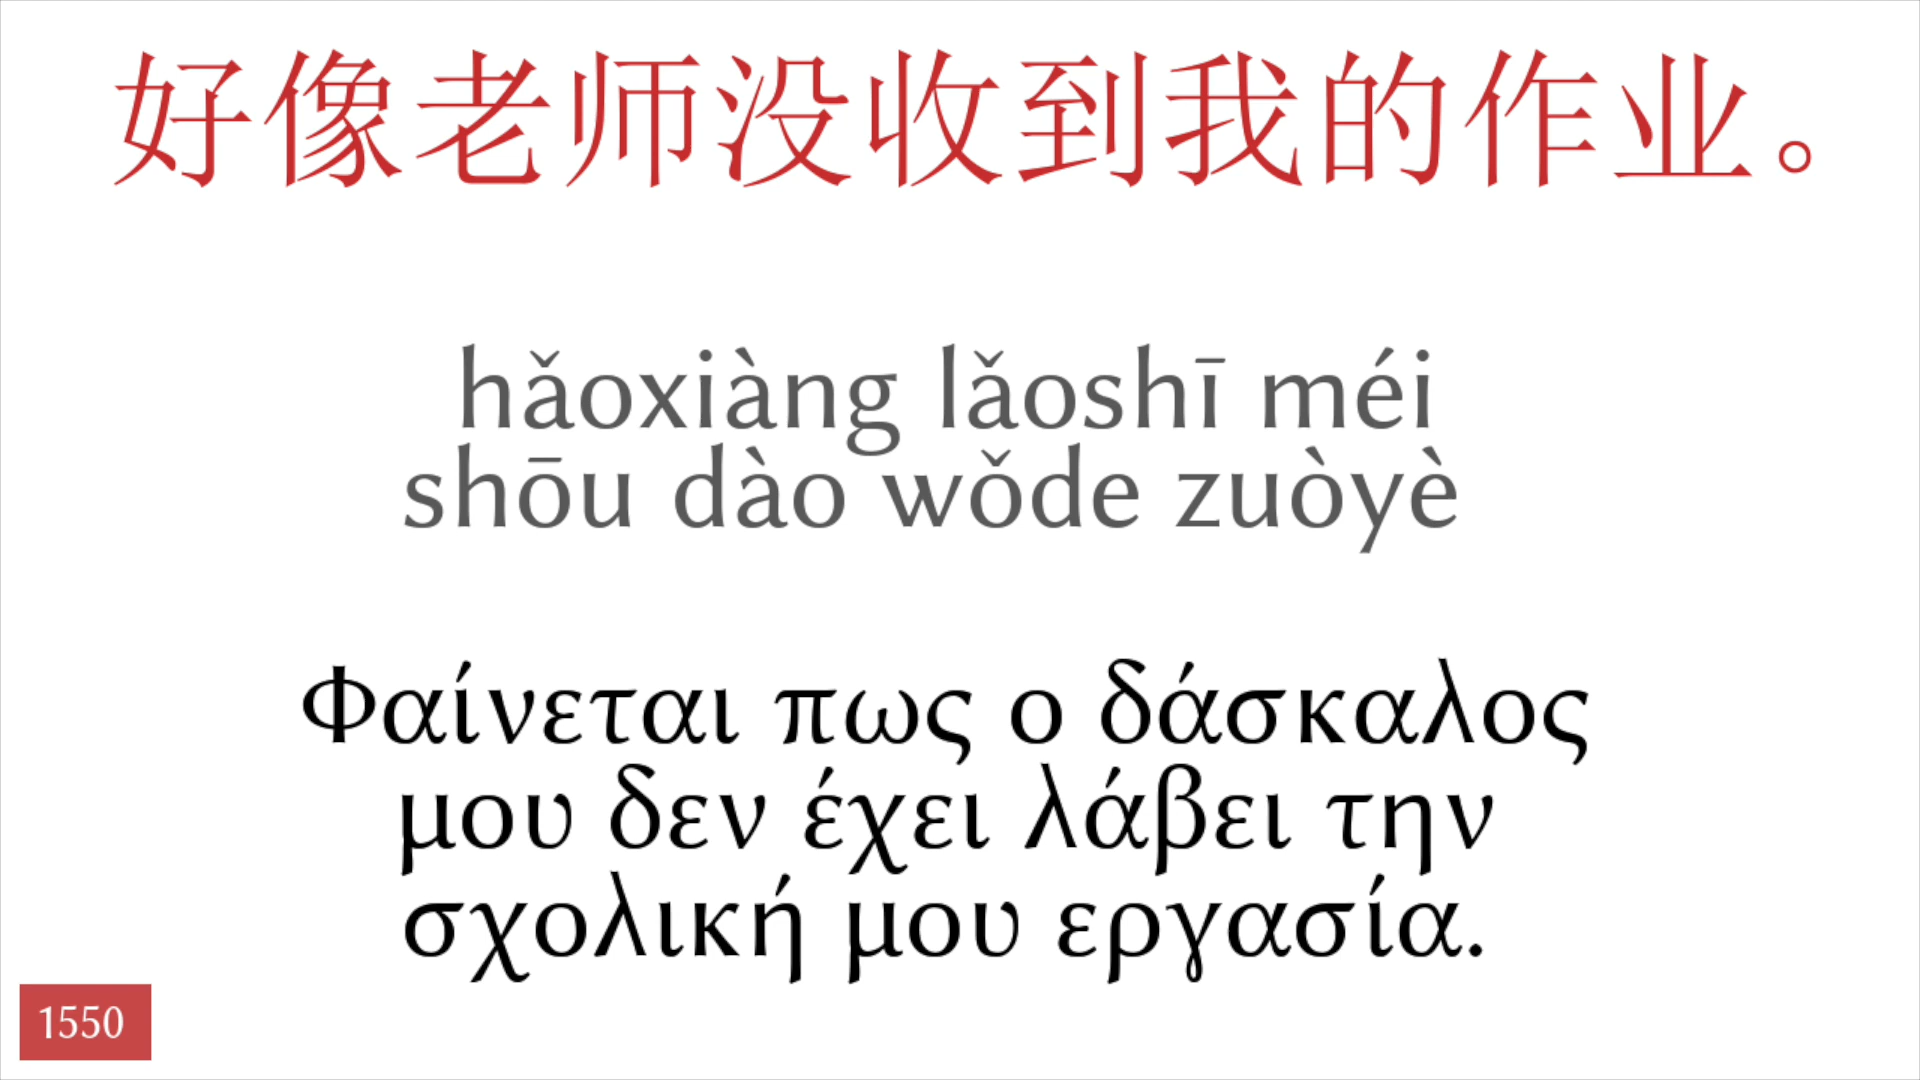 好像老师没收到我的作业。
hǎoxiàng lǎoshī méi
shōu dào wǒde zuòyè
Φαίνεται πως ο δάσκαλος
μου δεν έχει λάβει την
σχολική μου εργασία.
1550